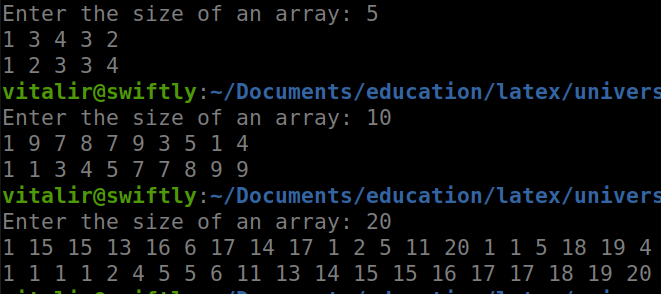 Enter the size of an array: 5
1 3 4 3 2
1 2 3 3 4
vitalir@swiftly:~/Documents/education/latex/univers
Enter the size of an array: 10
1 9 7 8 7 9 3 5 1 4
1 1 3 4 5 7 7 8 9 9
vitalir@swiftly:~/Documents/education/latex/univers
Enter the size of an array: 20
1 15 15 13 16 6 17 14 17 1 2 5 11 20 1 1 5 18 19 4
1 1 1 1 2 4 5 5 6 11 13 14 15 15 16 17 17 18 19 20